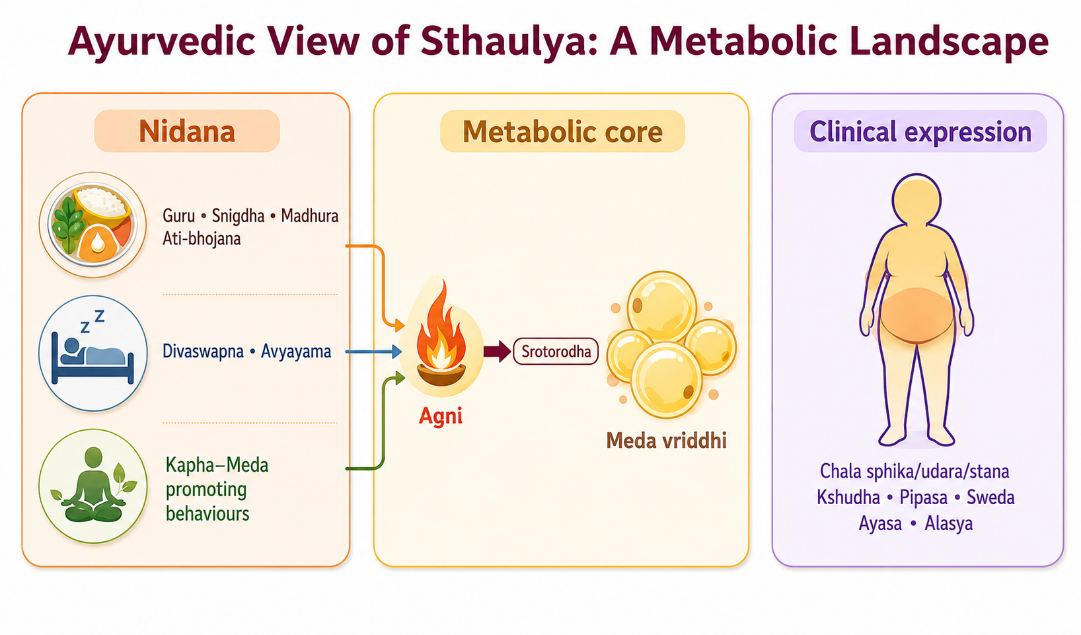 Ayurvedic View of Sthaulya: A Metabolic Landscape
Nidana
Guru • Snigdha • Madhura
Ati-bhojana
z z
Divaswapna • Avyayama
Kapha–Meda
promoting
behaviours
Metabolic core
Agni
Srotorodha
Meda vriddhi
Clinical expression
Chala sphika/udara/stana
Kshudha • Pipasa • Sweda
Ayasa • Alasya